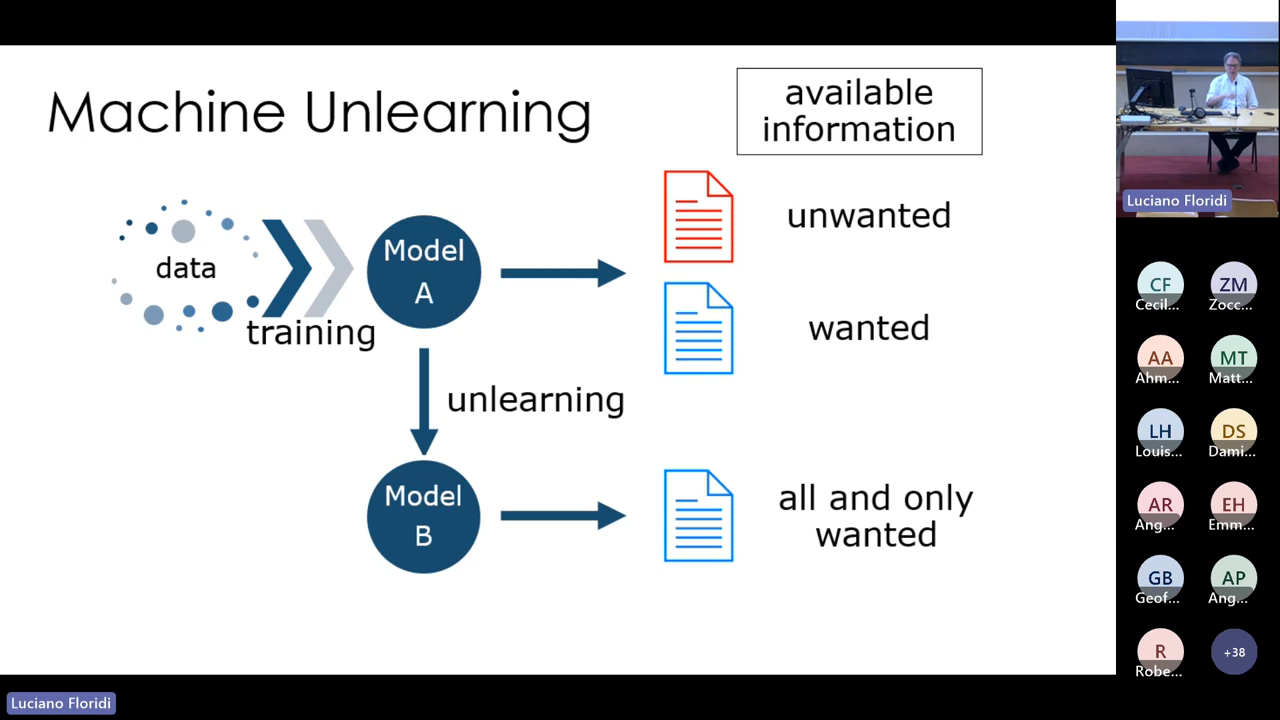 Machine Unlearning
available
information
data
training
Model
A
unwanted
wanted
unlearning
Model
B
all and only
wanted
Luciano Floridi
CF
Cecil...
ZM
Zocc...
AA
Ahm...
MT
Matt...
LH
Louis...
DS
Dami...
AR
Ang...
EH
Emm...
GB
Geof...
AP
Ang...
R
Robe...
+38
Luciano Floridi